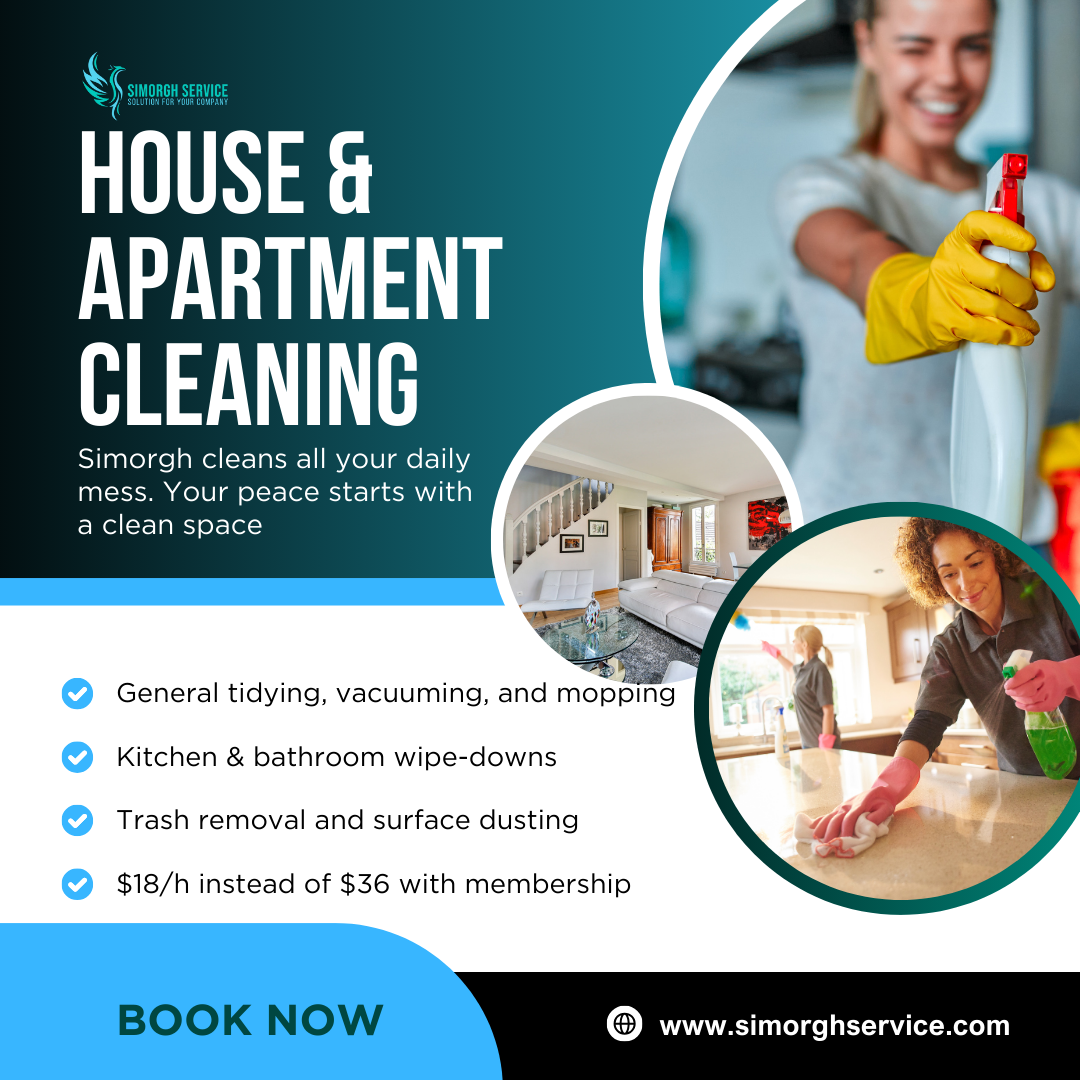 SIMORGH SERVICE
SOLUTION FOR YOUR COMPANY
HOUSE &
APARTMENT
CLEANING
Simorgh cleans all your daily
mess. Your peace starts with
a clean space
General tidying, vacuuming, and mopping
Kitchen & bathroom wipe-downs
Trash removal and surface dusting
$18/h instead of $36 with membership
BOOK NOW
www.simorghservice.com